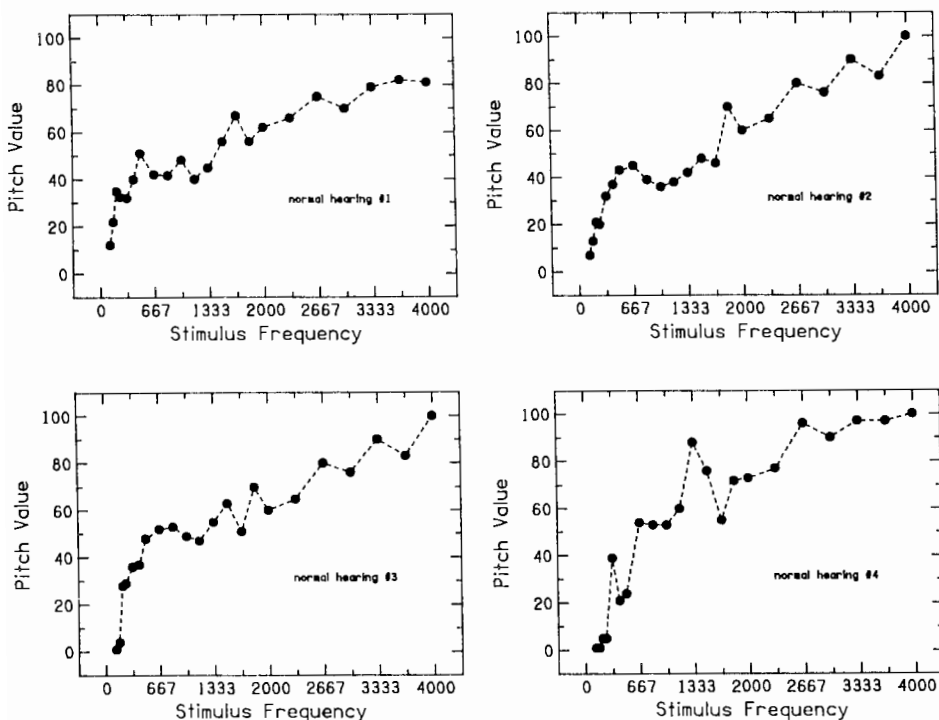 100
80
60
40
20
0
Pitch Value
normal hearing #1
0 667 1333 2000 2667 3333 4000
Stimulus Frequency
100
80
60
40
20
0
Pitch Value
normal hearing #2
0 667 1333 2000 2667 3333 4000
Stimulus Frequency
100
80
60
40
20
0
Pitch Value
normal hearing #3
0 667 1333 2000 2667 3333 4000
Stimulus Frequency
100
80
60
40
20
0
Pitch Value
normal hearing #4
0 667 1333 2000 2667 3333 4000
Stimulus Frequency